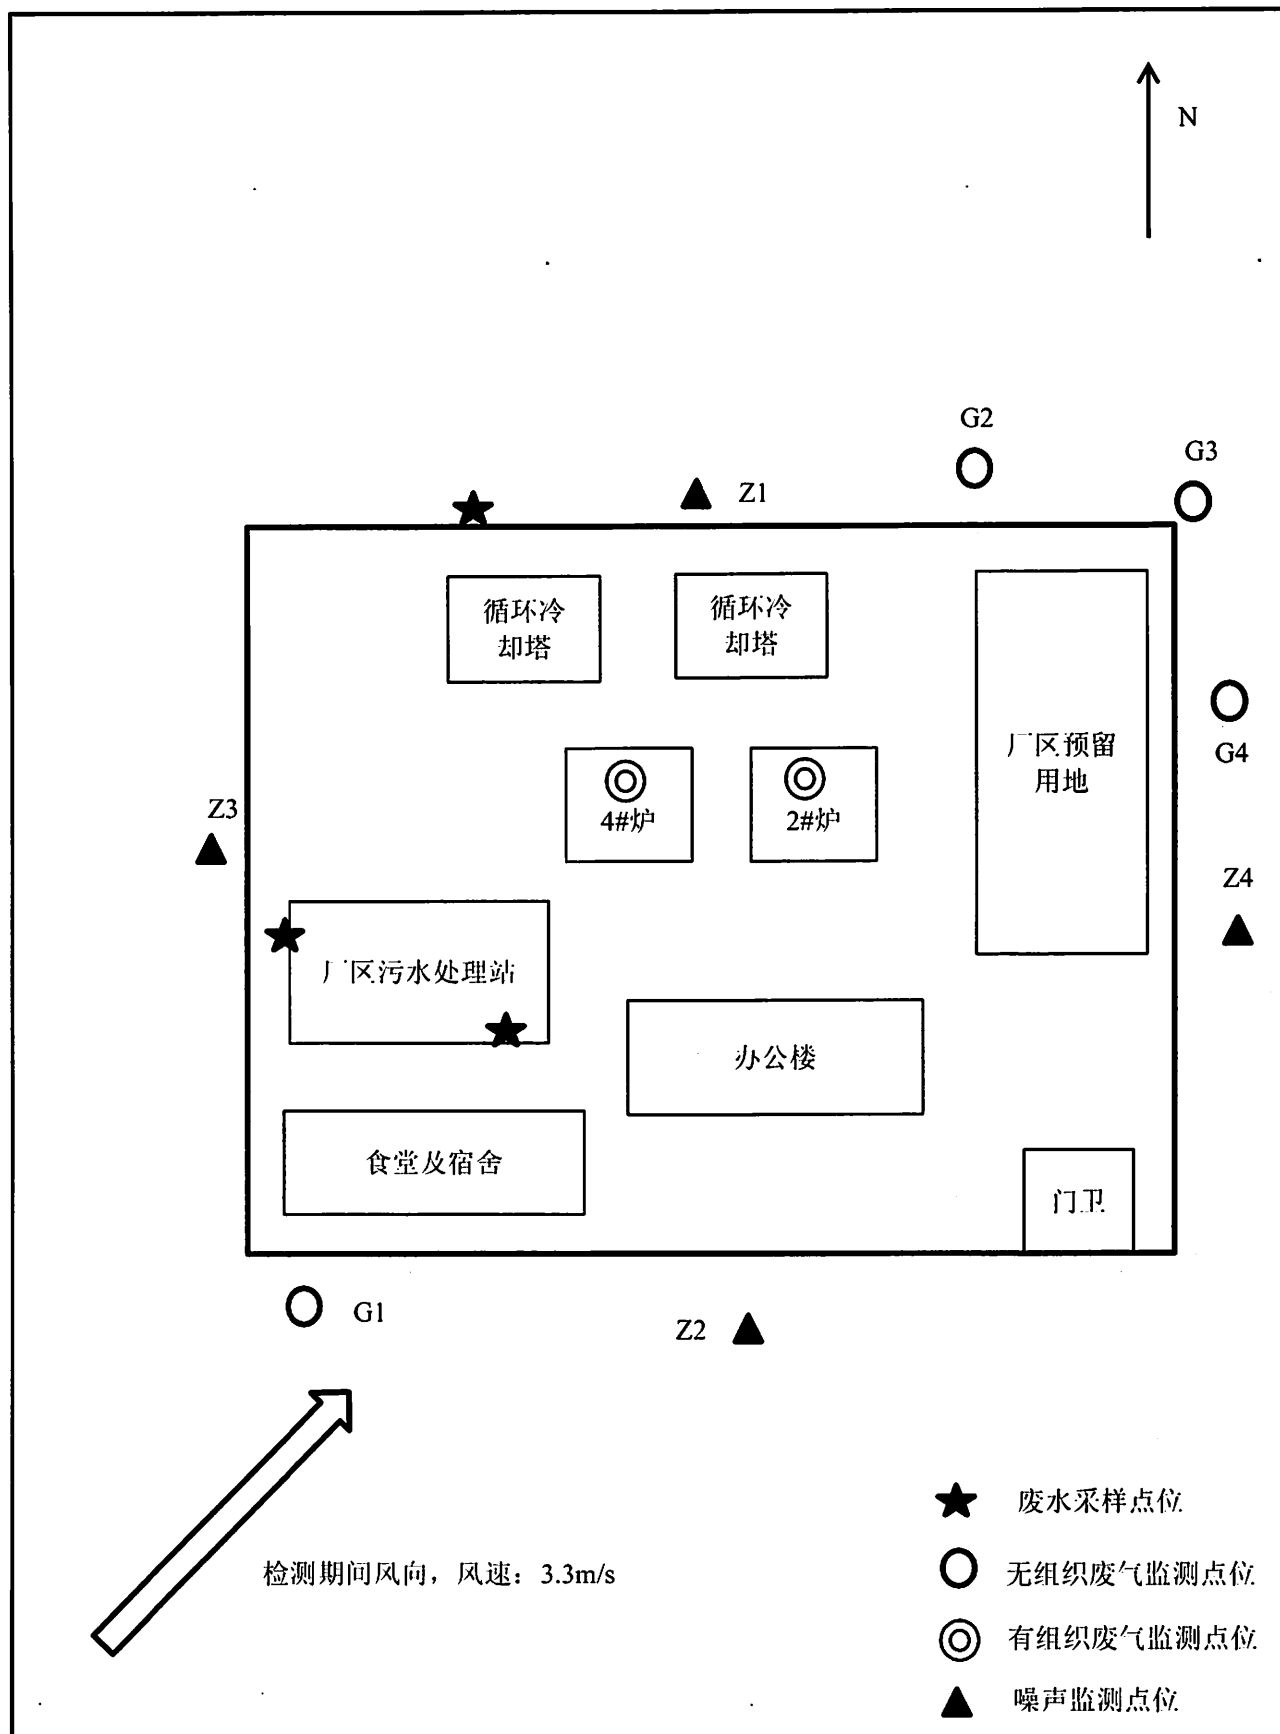 N
G2
G3
Z1
循环冷
却塔
循环冷
却塔
厂区预留
用地
G4
Z3
4#炉
2#炉
Z4
厂区污水处理站
办公楼
食堂及宿舍
门卫
G1
Z2
废水采样点位
检测期间风向，风速：3.3m/s
无组织废气监测点位
有组织废气监测点位
噪声监测点位